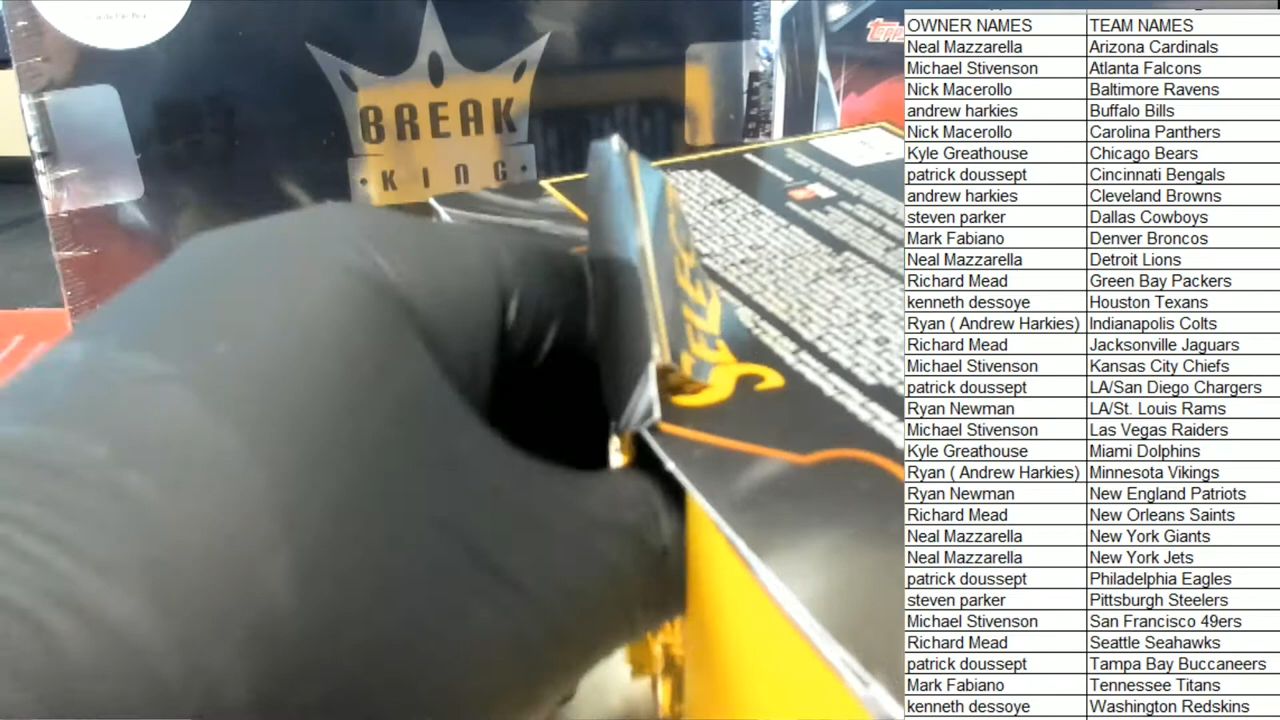 BREAK
• KING •
Topps
SELECT
OWNER NAMES TEAM NAMES
Neal Mazzarella Arizona Cardinals
Michael Stivenson Atlanta Falcons
Nick Macerollo Baltimore Ravens
andrew harkies Buffalo Bills
Nick Macerollo Carolina Panthers
Kyle Greathouse Chicago Bears
patrick doussept Cincinnati Bengals
andrew harkies Cleveland Browns
steven parker Dallas Cowboys
Mark Fabiano Denver Broncos
Neal Mazzarella Detroit Lions
Richard Mead Green Bay Packers
kenneth dessoye Houston Texans
Ryan ( Andrew Harkies) Indianapolis Colts
Richard Mead Jacksonville Jaguars
Michael Stivenson Kansas City Chiefs
patrick doussept LA/San Diego Chargers
Ryan Newman LA/St. Louis Rams
Michael Stivenson Las Vegas Raiders
Kyle Greathouse Miami Dolphins
Ryan ( Andrew Harkies) Minnesota Vikings
Ryan Newman New England Patriots
Richard Mead New Orleans Saints
Neal Mazzarella New York Giants
Neal Mazzarella New York Jets
patrick doussept Philadelphia Eagles
steven parker Pittsburgh Steelers
Michael Stivenson San Francisco 49ers
Richard Mead Seattle Seahawks
patrick doussept Tampa Bay Buccaneers
Mark Fabiano Tennessee Titans
kenneth dessoye Washington Redskins